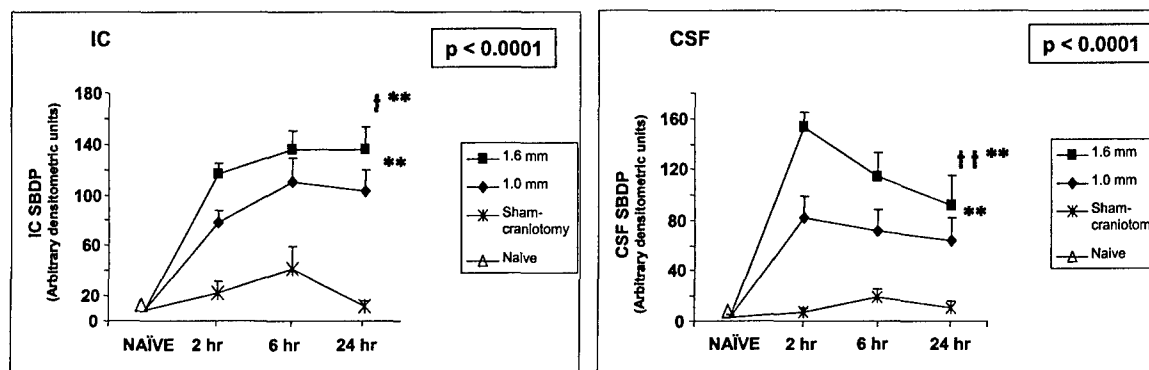 IC
p < 0.0001
IC SBDP
(Arbitrary densitometric units)
180
140
100
60
20
0
† **
**
NAÏVE 2 hr 6 hr 24 hr
1.6 mm
1.0 mm
Sham-
craniotomy
Naïve
CSF
p < 0.0001
CSF SBDP
(Arbitrary densitometric units)
160
120
80
40
0
†† **
**
NAÏVE 2 hr 6 hr 24 hr
1.6 mm
1.0 mm
Sham-
craniotom
Naive